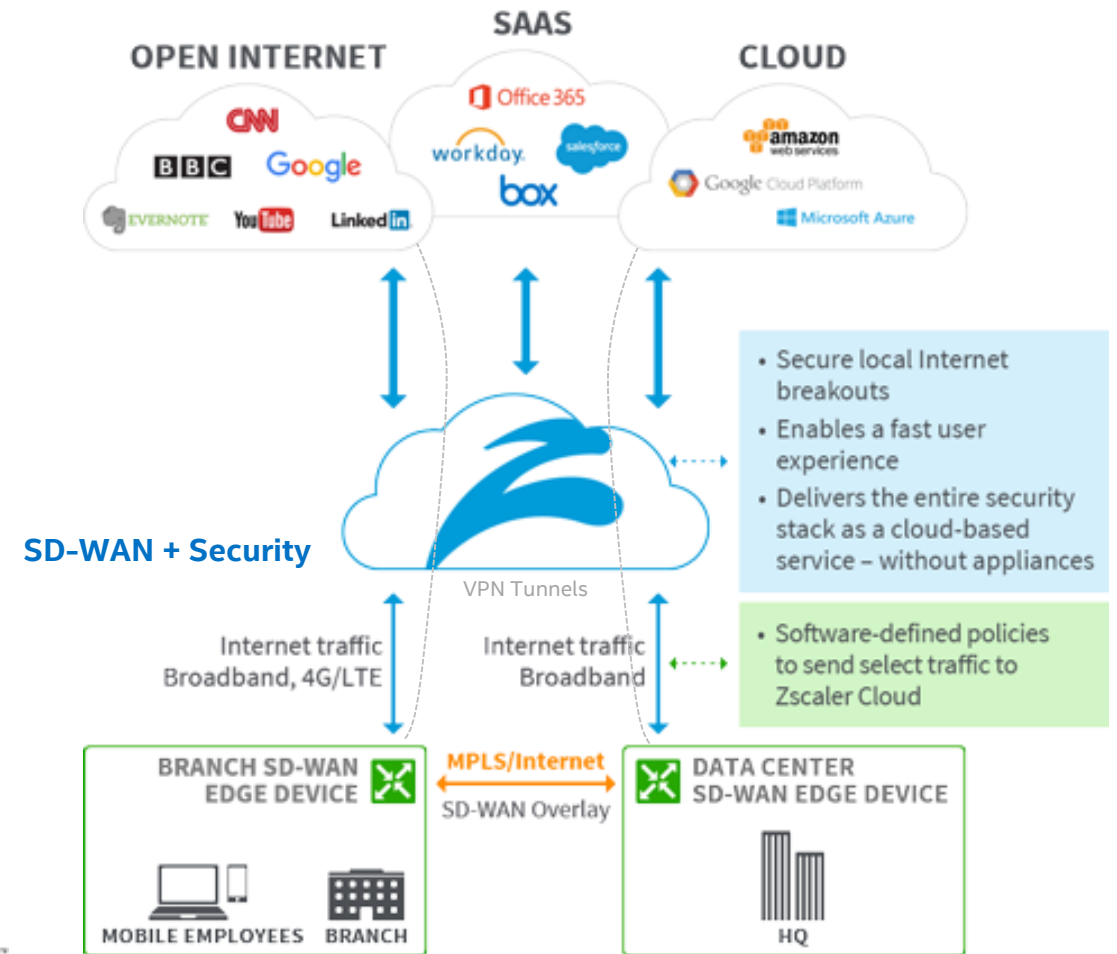 SAAS
OPEN INTERNET
CLOUD
CNN
BBC
Google
EVERNOTE
YouTube
Linked in
Office 365
workday.
salesforce
box
amazon
web services
Google Cloud Platform
Microsoft Azure
• Secure local Internet
breakouts
• Enables a fast user
experience
• Delivers the entire security
stack as a cloud-based
service – without appliances
SD-WAN + Security
VPN Tunnels
Internet traffic
Broadband, 4G/LTE
Internet traffic
Broadband
• Software-defined policies
to send select traffic to
Zscaler Cloud
BRANCH SD-WAN
EDGE DEVICE
MPLS/Internet
SD-WAN Overlay
DATA CENTER
SD-WAN EDGE DEVICE
MOBILE EMPLOYEES
BRANCH
HQ